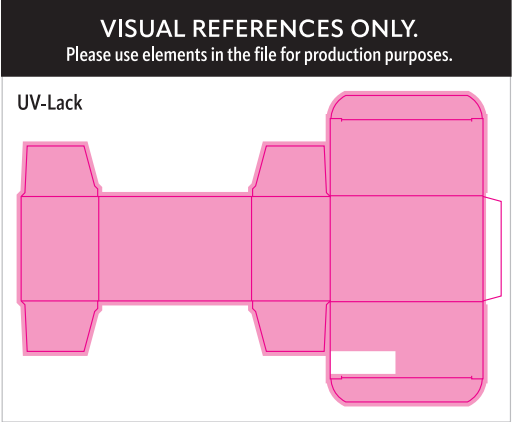 VISUAL REFERENCES ONLY.
Please use elements in the file for production purposes.
UV-Lack